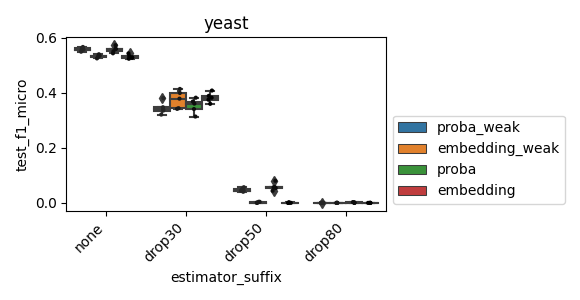 yeast
test_f1_micro
0.6
0.4
0.2
0.0
none
drop30
drop50
drop80
estimator_suffix
proba_weak
embedding_weak
proba
embedding